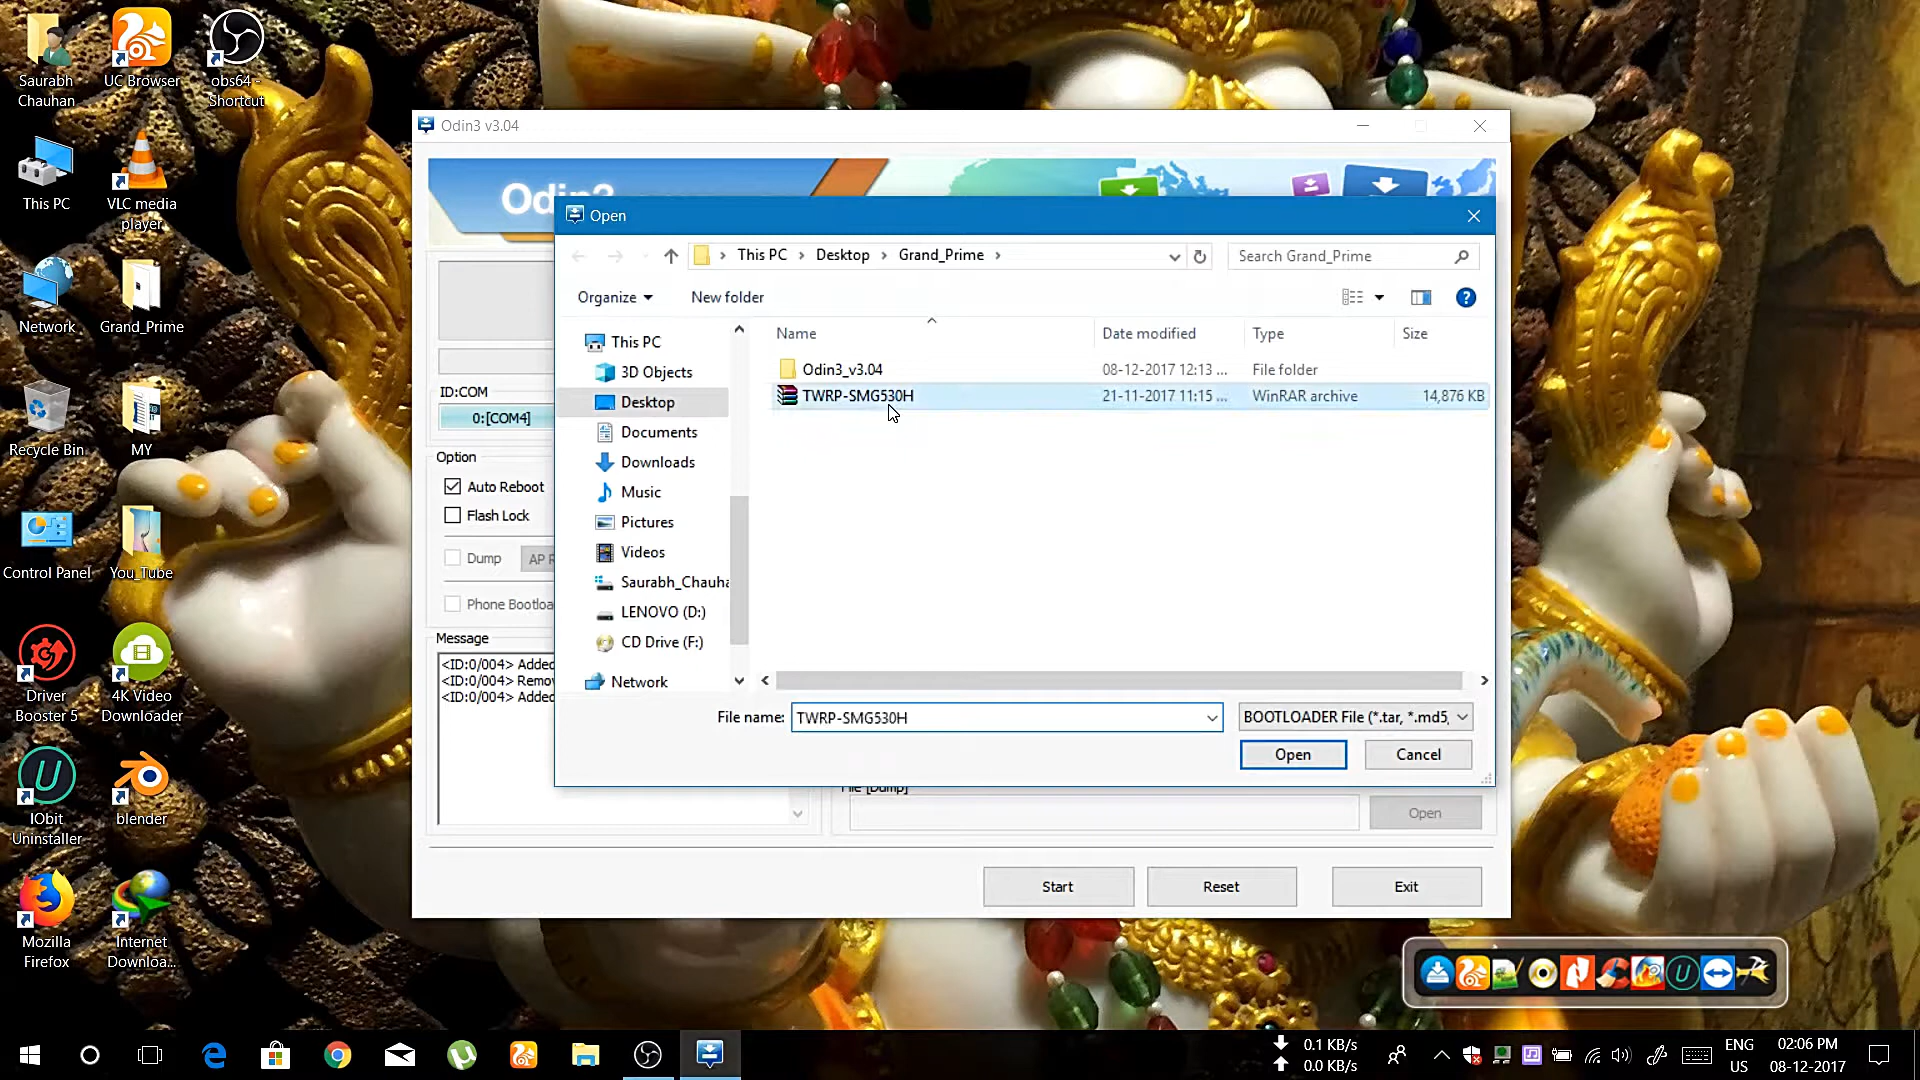 Saurabh
Chauhan
UC Browser
obs64 -
Shortcut
This PC
VLC media
player
Network
Grand_Prime
Recycle Bin
MY
Control Panel
You_Tube
Driver
Booster 5
4K Video
Downloader
IObit
Uninstaller
blender
Mozilla
Firefox
Internet
Downloa...
Odin3 v3.04
Odin3
ID:COM
0:[COM4]
Option
Auto Reboot
Flash Lock
Dump
AP R
Phone Bootloa
Message
<ID:0/004> Added
<ID:0/004> Remov
<ID:0/004> Added
Open
This PC
Desktop
Grand_Prime
Search Grand_Prime
Organize
New folder
This PC
3D Objects
Desktop
Documents
Downloads
Music
Pictures
Videos
Saurabh_Chauha
LENOVO (D:)
CD Drive (F:)
Network
Name Date modified Type Size
Odin3_v3.04 08-12-2017 12:13 ... File folder
TWRP-SMG530H 21-11-2017 11:15 ... WinRAR archive 14,876 KB
File name: TWRP-SMG530H
BOOTLOADER File (*.tar, *.md5,
Open Cancel
File [Dump]
Open
Start Reset Exit
0.1 KB/s
0.0 KB/s
ENG
US
02:06 PM
08-12-2017